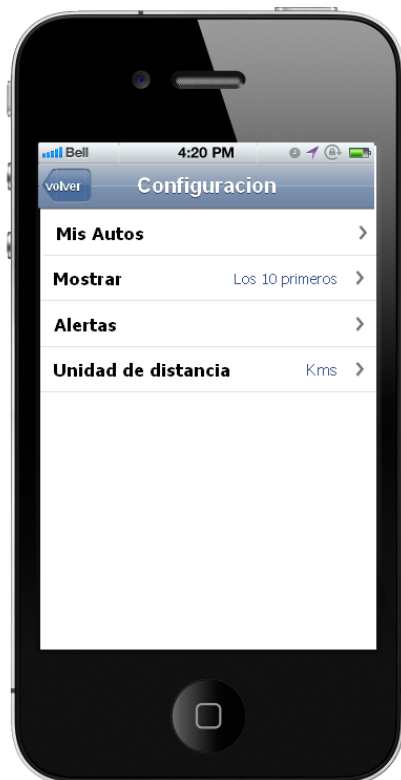 Bell 4:20 PM
volver Configuracion
Mis Autos
Mostrar Los 10 primeros
Alertas
Unidad de distancia Kms